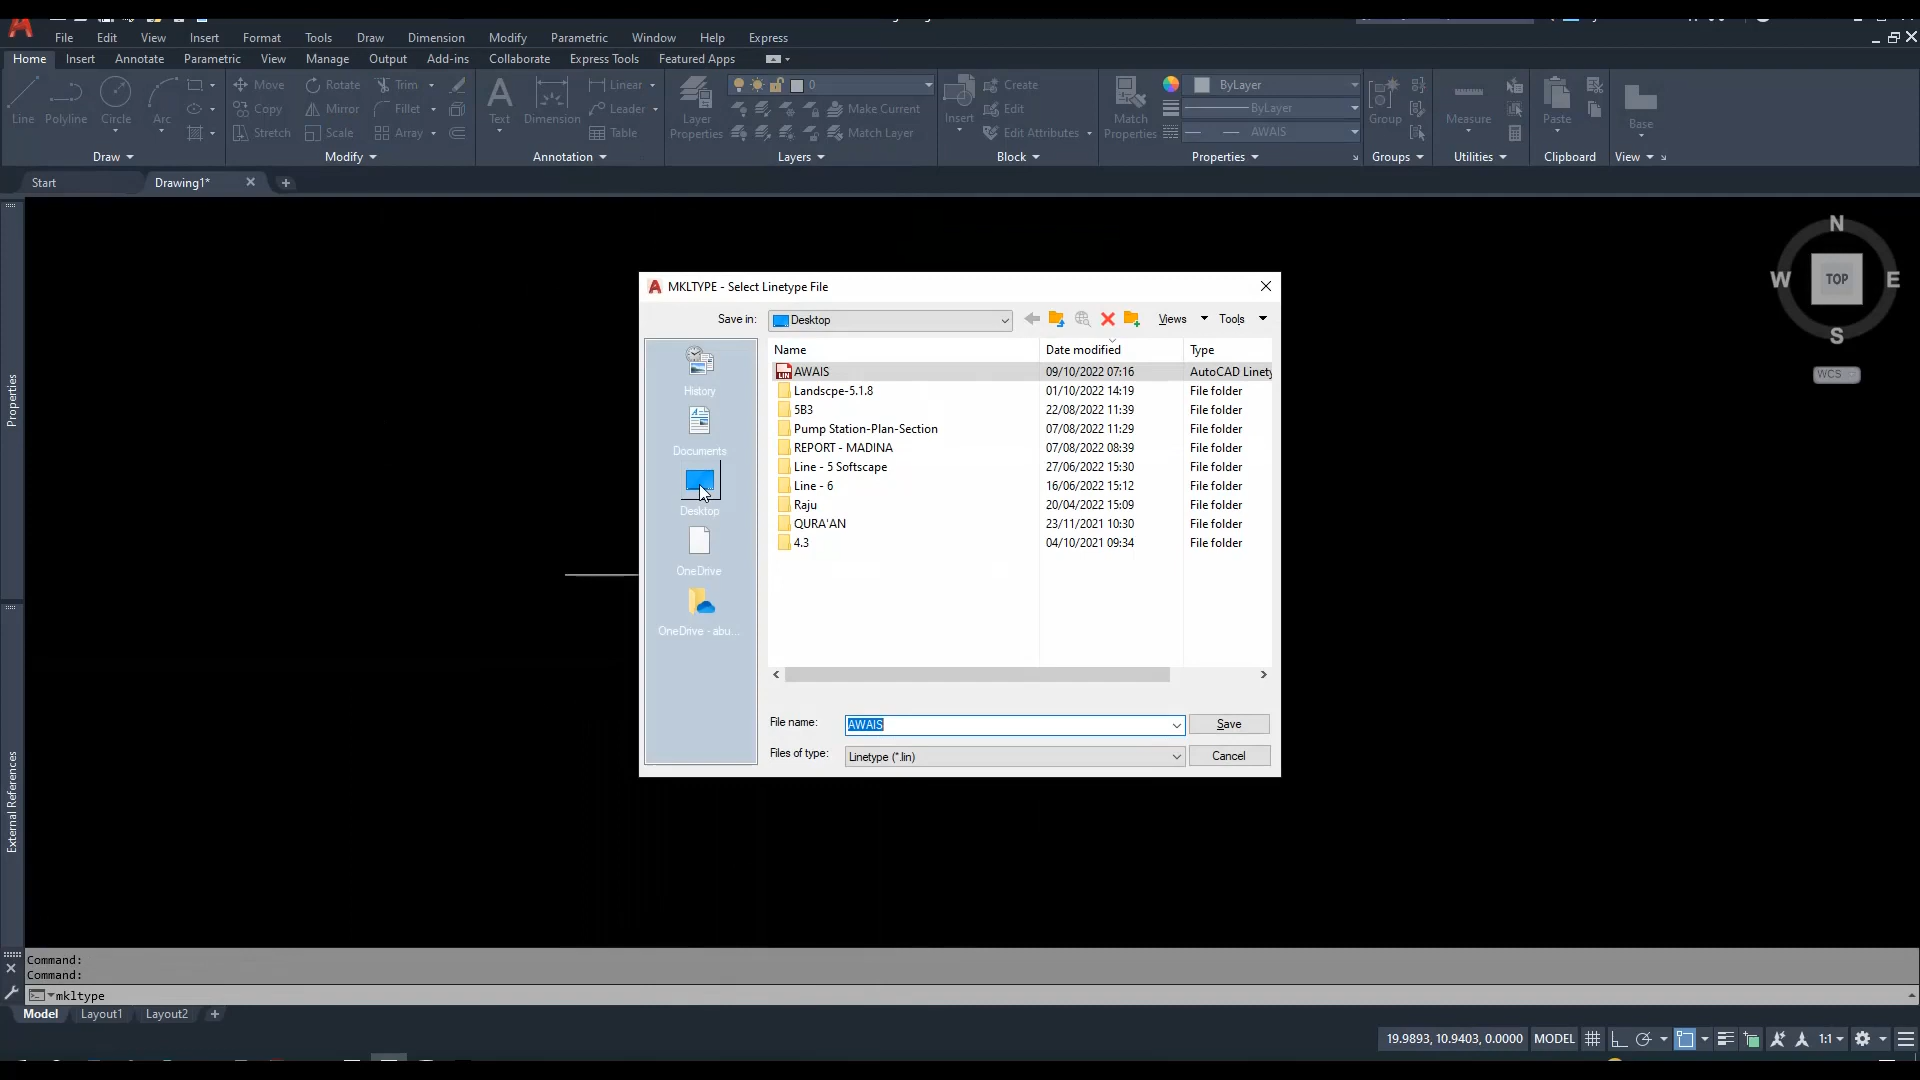 File Edit View Insert Format Tools Draw Dimension Modify Parametric Window Help Express
Home Insert Annotate Parametric View Manage Output Add-ins Collaborate Express Tools Featured Apps
Line Polyline Circle Arc
Draw
Move Rotate Trim
Copy Mirror Fillet
Stretch Scale Array
Modify
Text Dimension
Linear
Leader
Table
Annotation
Layer Properties
0
Make Current
Match Layer
Layers
Insert
Create
Edit
Edit Attributes
Block
Match Properties
ByLayer
ByLayer
AWAIS
Properties
Group
Groups
Measure
Utilities
Paste
Clipboard
Base
View
Start Drawing1*
Properties
External References
N
W TOP E
S
WCS
MKLTYPE - Select Linetype File
Save in: Desktop Views Tools
History
Documents
Desktop
OneDrive
OneDrive - abu...
Name Date modified Type
AWAIS 09/10/2022 07:16 AutoCAD Linety
Landscpe-5.1.8 01/10/2022 14:19 File folder
5B3 22/08/2022 11:39 File folder
Pump Station-Plan-Section 07/08/2022 11:29 File folder
REPORT - MADINA 07/08/2022 08:39 File folder
Line - 5 Softscape 27/06/2022 15:30 File folder
Line - 6 16/06/2022 15:12 File folder
Raju 20/04/2022 15:09 File folder
QURA'AN 23/11/2021 10:30 File folder
4.3 04/10/2021 09:34 File folder
File name: AWAIS Save
Files of type: Linetype (*.lin) Cancel
Command:
Command:
mkltype
Model Layout1 Layout2
19.9893, 10.9403, 0.0000 MODEL 1:1